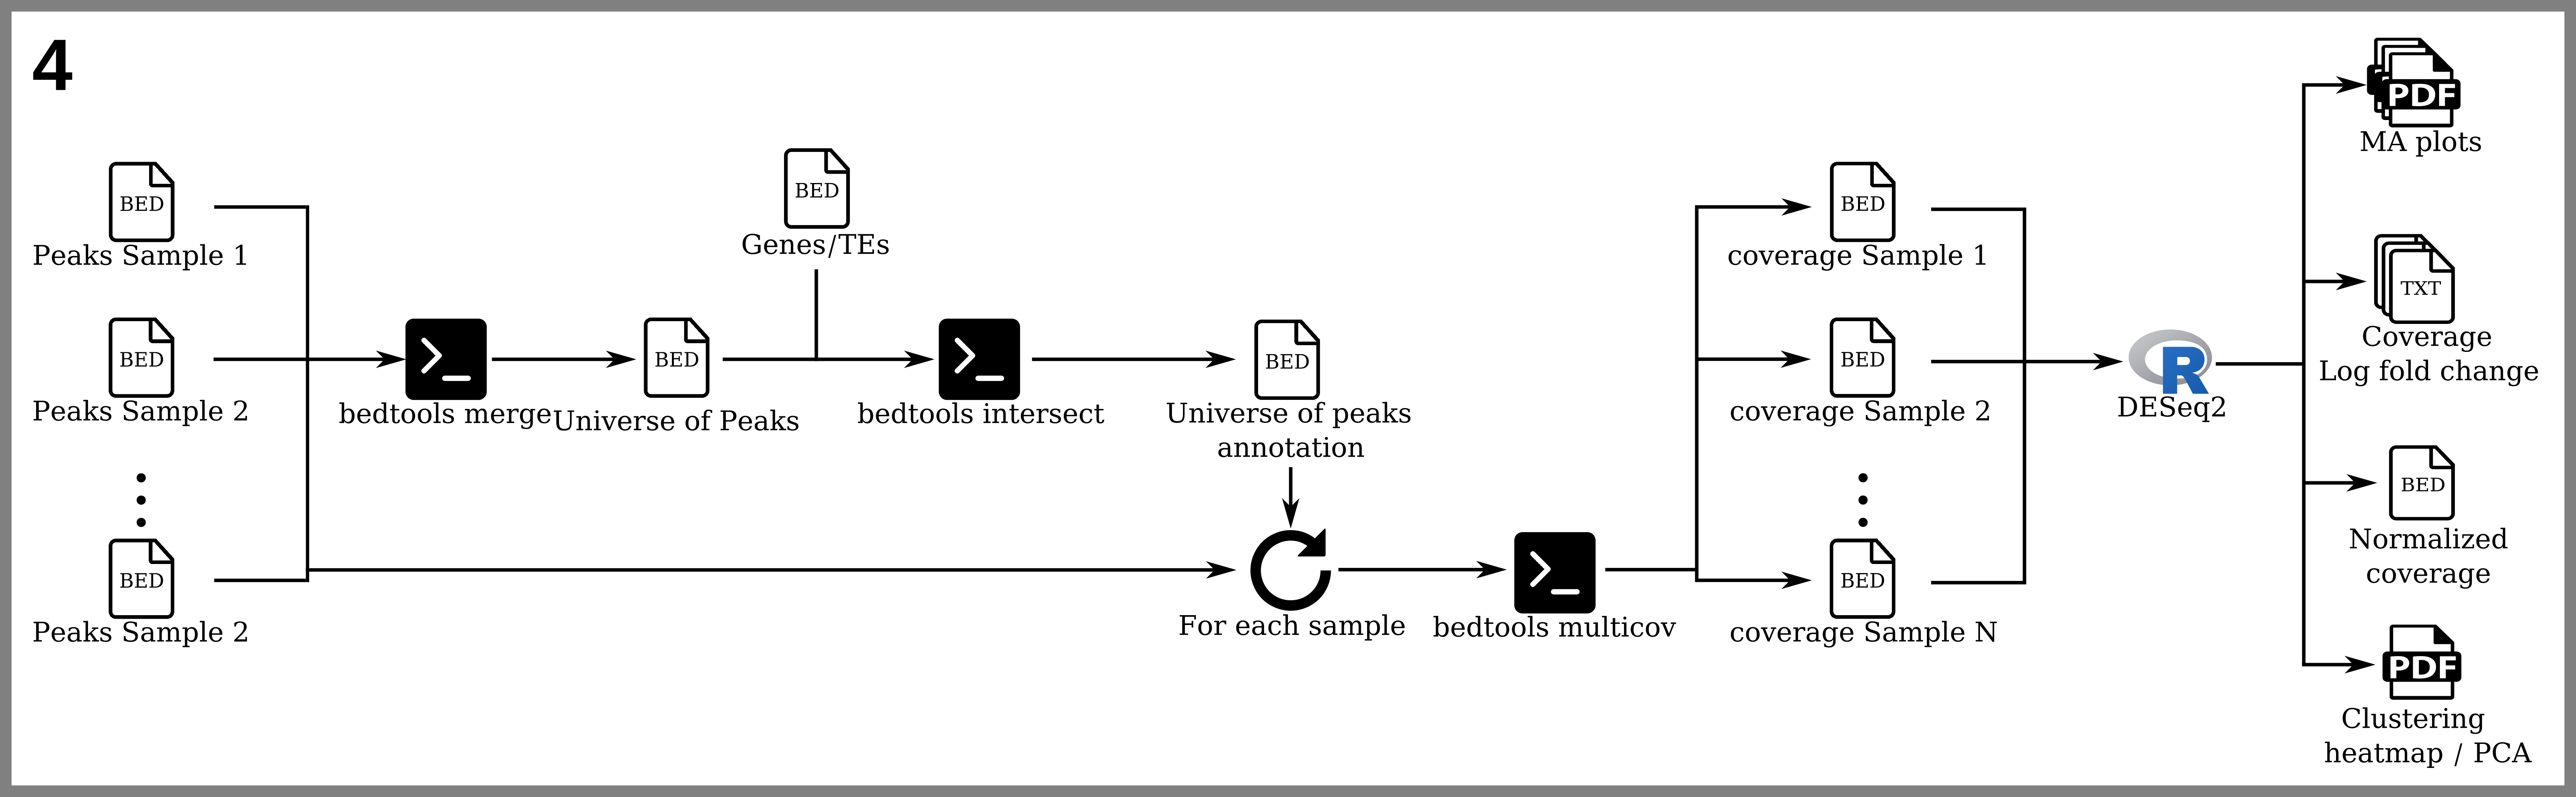 4
BED
Peaks Sample 1
BED
Peaks Sample 2
BED
Peaks Sample 2
bedtools merge
BED
Universe of Peaks
BED
Genes/TEs
bedtools intersect
BED
Universe of peaks
annotation
For each sample
bedtools multicov
BED
coverage Sample 1
BED
coverage Sample 2
BED
coverage Sample N
R
DESeq2
PDF
MA plots
TXT
Coverage
Log fold change
BED
Normalized
coverage
PDF
Clustering
heatmap / PCA